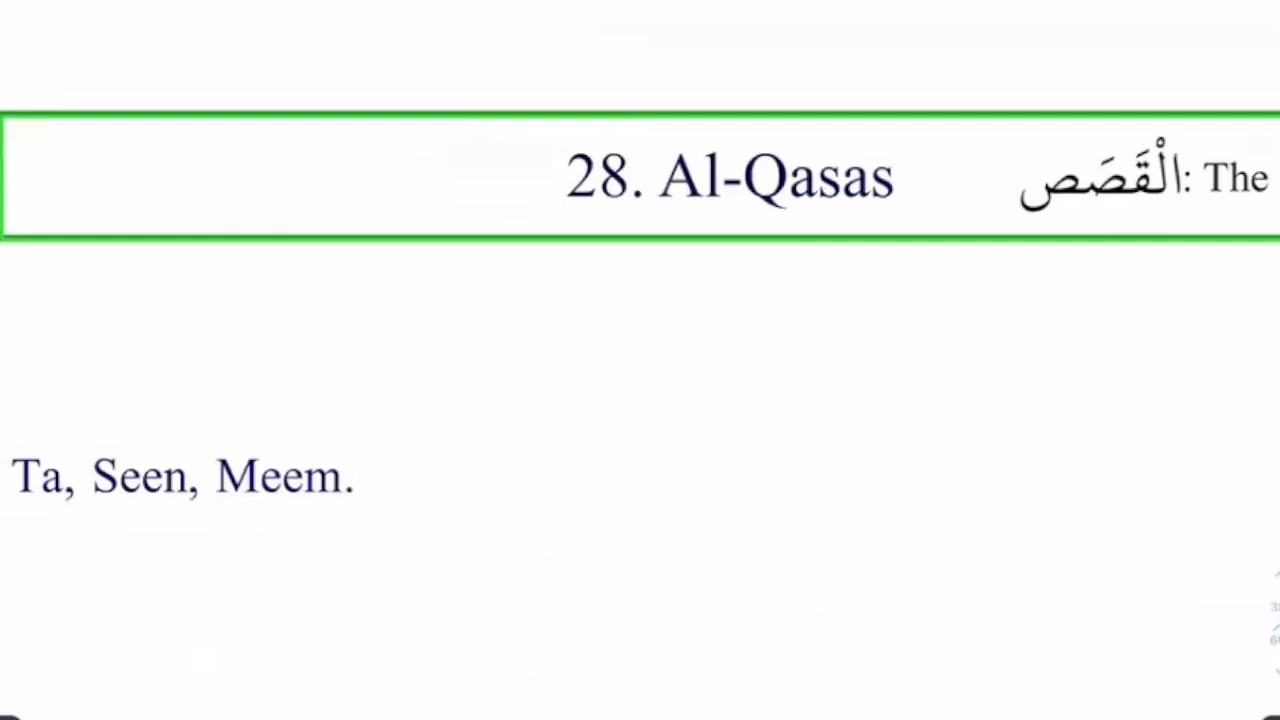 28. Al-Qasas الْقَصَص: The
Ta, Seen, Meem.